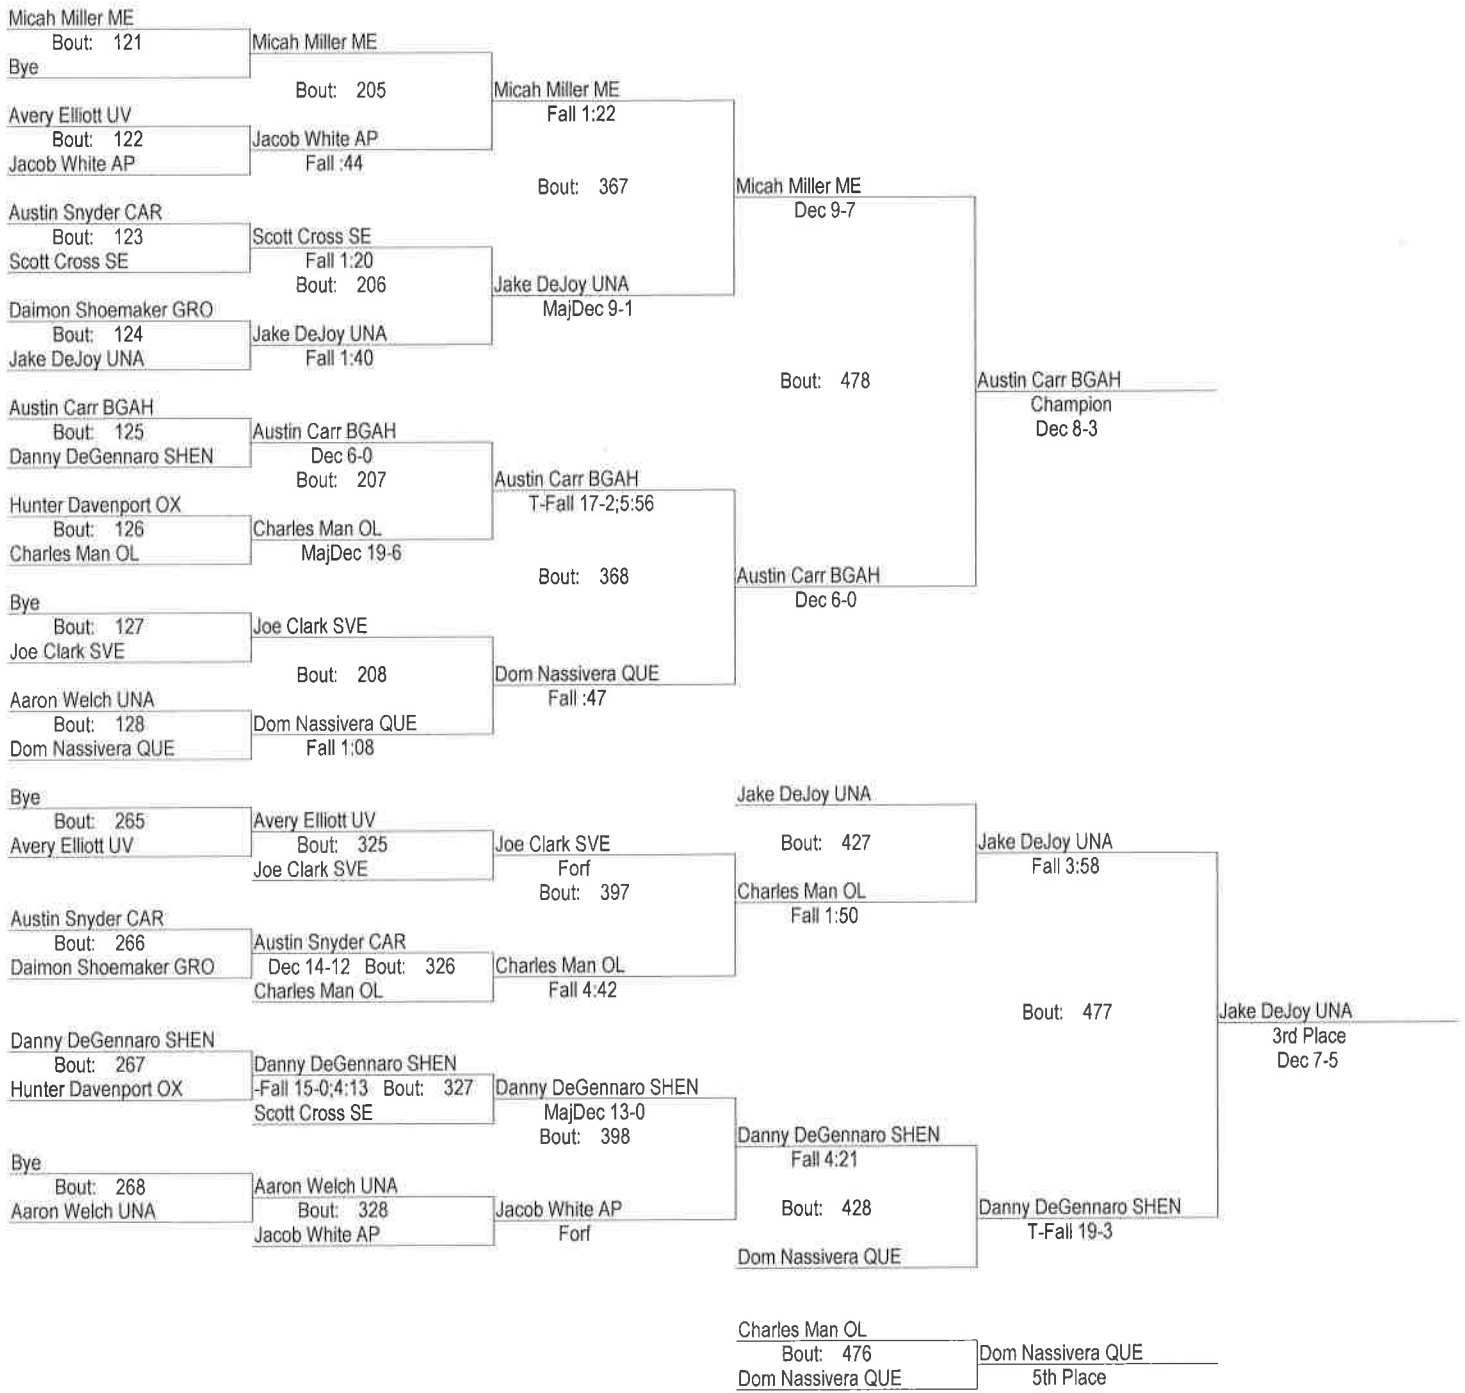 Micah Miller ME
Bout: 121
Bye
Micah Miller ME
Bout: 205
Avery Elliott UV
Bout: 122
Jacob White AP
Jacob White AP
Fall :44
Micah Miller ME
Fall 1:22
Bout: 367
Austin Snyder CAR
Bout: 123
Scott Cross SE
Scott Cross SE
Fall 1:20
Bout: 206
Daimon Shoemaker GRO
Bout: 124
Jake DeJoy UNA
Jake DeJoy UNA
Fall 1:40
Jake DeJoy UNA
MajDec 9-1
Micah Miller ME
Dec 9-7
Bout: 478
Austin Carr BGAH
Champion
Dec 8-3
Austin Carr BGAH
Bout: 125
Danny DeGennaro SHEN
Austin Carr BGAH
Dec 6-0
Bout: 207
Hunter Davenport OX
Bout: 126
Charles Man OL
Charles Man OL
MajDec 19-6
Austin Carr BGAH
T-Fall 17-2;5:56
Bout: 368
Austin Carr BGAH
Dec 6-0
Bye
Bout: 127
Joe Clark SVE
Joe Clark SVE
Bout: 208
Aaron Welch UNA
Bout: 128
Dom Nassivera QUE
Dom Nassivera QUE
Fall 1:08
Dom Nassivera QUE
Fall :47
Bye
Bout: 265
Avery Elliott UV
Avery Elliott UV
Bout: 325
Joe Clark SVE
Joe Clark SVE
Forf
Bout: 397
Austin Snyder CAR
Bout: 266
Daimon Shoemaker GRO
Austin Snyder CAR
Dec 14-12 Bout: 326
Charles Man OL
Charles Man OL
Fall 4:42
Jake DeJoy UNA
Bout: 427
Charles Man OL
Fall 1:50
Jake DeJoy UNA
Fall 3:58
Bout: 477
Jake DeJoy UNA
3rd Place
Dec 7-5
Danny DeGennaro SHEN
Bout: 267
Hunter Davenport OX
Danny DeGennaro SHEN
-Fall 15-0;4:13 Bout: 327
Scott Cross SE
Danny DeGennaro SHEN
MajDec 13-0
Bout: 398
Bye
Bout: 268
Aaron Welch UNA
Aaron Welch UNA
Bout: 328
Jacob White AP
Jacob White AP
Forf
Danny DeGennaro SHEN
Fall 4:21
Bout: 428
Dom Nassivera QUE
Danny DeGennaro SHEN
T-Fall 19-3
Charles Man OL
Bout: 476
Dom Nassivera QUE
Dom Nassivera QUE
5th Place